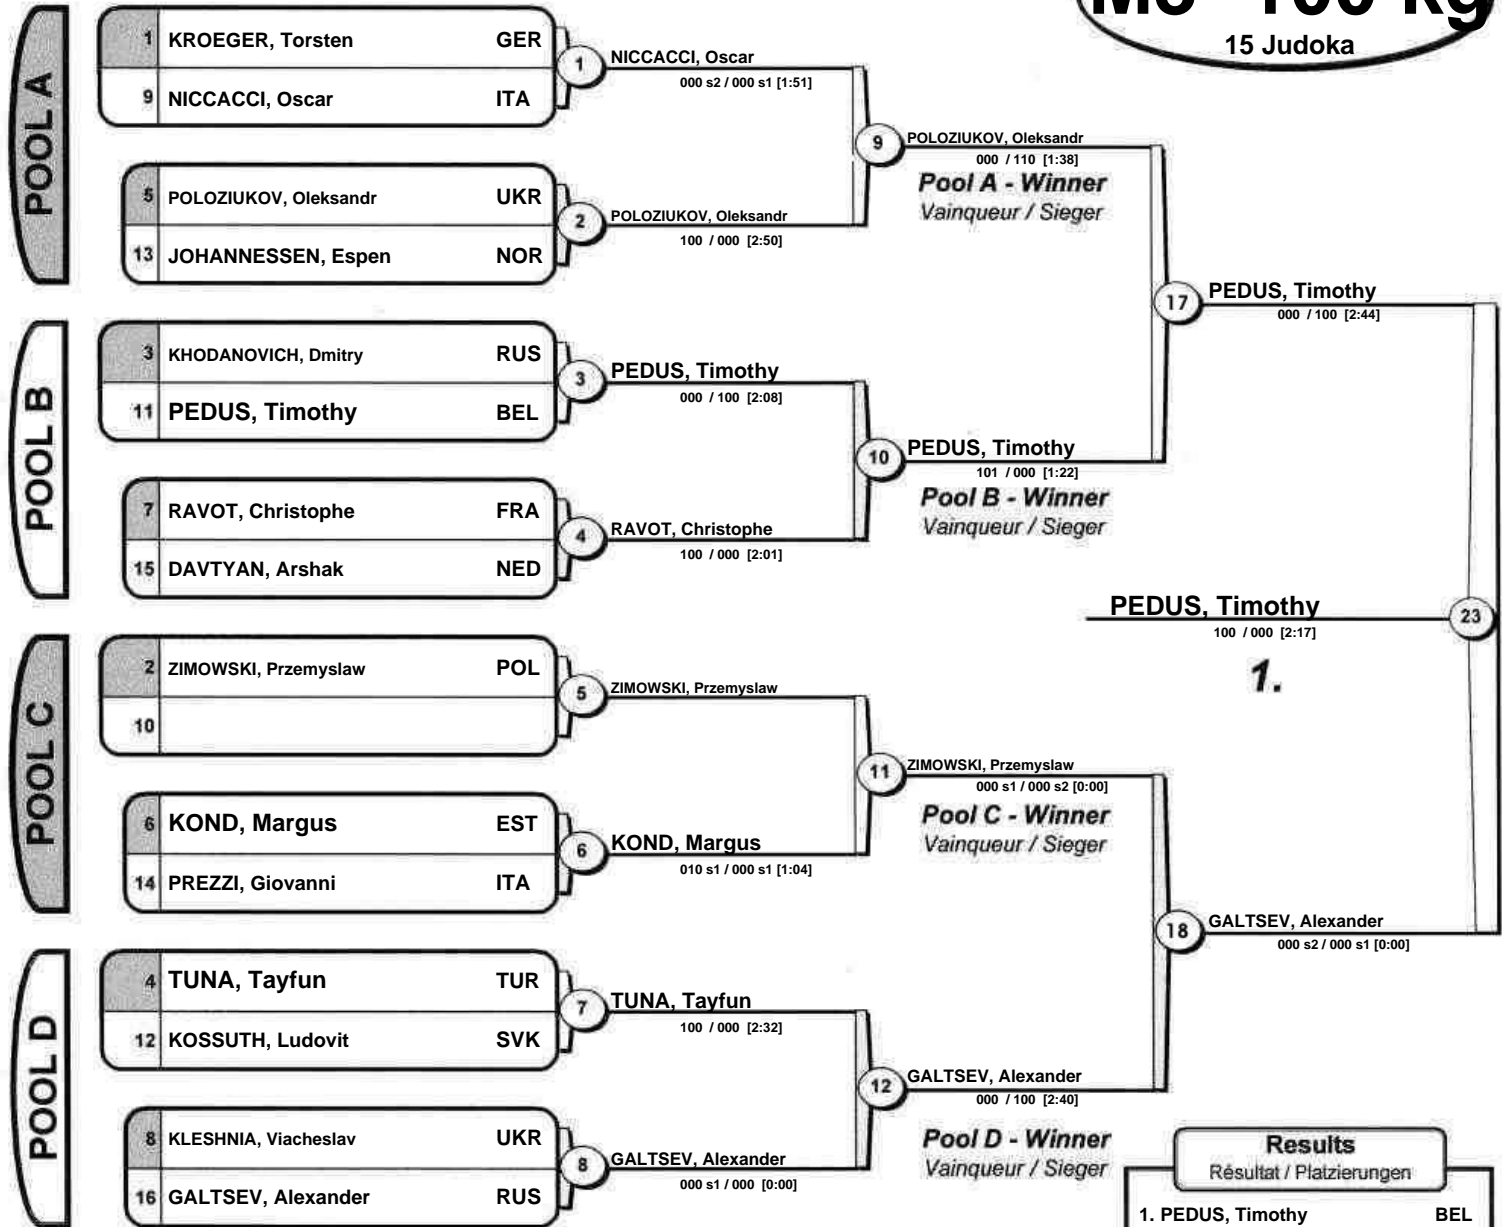 M3 -100 kg
15 Judoka
POOL A
1 KROEGER, Torsten GER
9 NICCACCI, Oscar ITA
1 NICCACCI, Oscar
000 s2 / 000 s1 [1:51]
5 POLOZIUKOV, Oleksandr UKR
13 JOHANNESSEN, Espen NOR
2 POLOZIUKOV, Oleksandr
100 / 000 [2:50]
9 POLOZIUKOV, Oleksandr
000 / 110 [1:38]
Pool A - Winner
Vainqueur / Sieger
POOL B
3 KHODANOVICH, Dmitry RUS
11 PEDUS, Timothy BEL
3 PEDUS, Timothy
000 / 100 [2:08]
7 RAVOT, Christophe FRA
15 DAVTYAN, Arshak NED
4 RAVOT, Christophe
100 / 000 [2:01]
10 PEDUS, Timothy
101 / 000 [1:22]
Pool B - Winner
Vainqueur / Sieger
17 PEDUS, Timothy
000 / 100 [2:44]
PEDUS, Timothy 23
100 / 000 [2:17]
1.
POOL C
2 ZIMOWSKI, Przemyslaw POL
10
5 ZIMOWSKI, Przemyslaw
6 KOND, Margus EST
14 PREZZI, Giovanni ITA
6 KOND, Margus
010 s1 / 000 s1 [1:04]
11 ZIMOWSKI, Przemyslaw
000 s1 / 000 s2 [0:00]
Pool C - Winner
Vainqueur / Sieger
POOL D
4 TUNA, Tayfun TUR
12 KOSSUTH, Ludovit SVK
7 TUNA, Tayfun
100 / 000 [2:32]
8 KLESHNIA, Viacheslav UKR
16 GALTSEV, Alexander RUS
8 GALTSEV, Alexander
000 s1 / 000 [0:00]
12 GALTSEV, Alexander
000 / 100 [2:40]
Pool D - Winner
Vainqueur / Sieger
18 GALTSEV, Alexander
000 s2 / 000 s1 [0:00]
Results
Résultat / Platzierungen
1. PEDUS, Timothy BEL